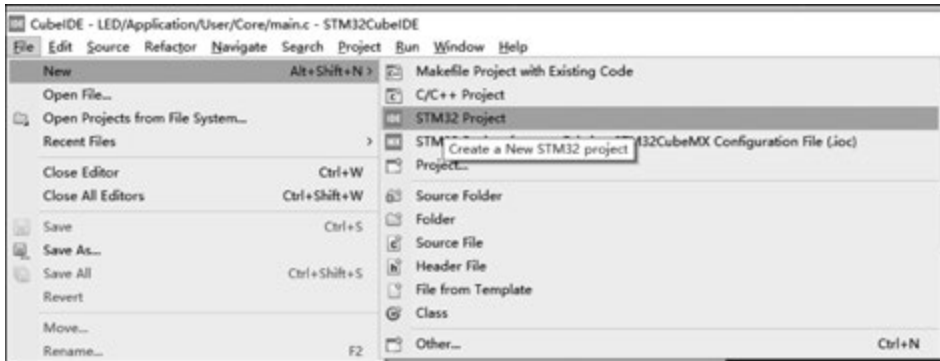 CubeIDE - LED/Application/User/Core/main.c - STM32CubeIDE
File Edit Source Refactor Navigate Search Project Run Window Help
New Alt+Shift+N >
Open File...
Open Projects from File System...
Recent Files >
Close Editor Ctrl+W
Close All Editors Ctrl+Shift+W
Save Ctrl+S
Save As...
Save All Ctrl+Shift+S
Revert
Move...
Rename... F2
Makefile Project with Existing Code
C/C++ Project
STM32 Project
STM32CubeMX Configuration File (.ioc)
Create a New STM32 project
Project...
Source Folder
Folder
Source File
Header File
File from Template
Class
Other... Ctrl+N